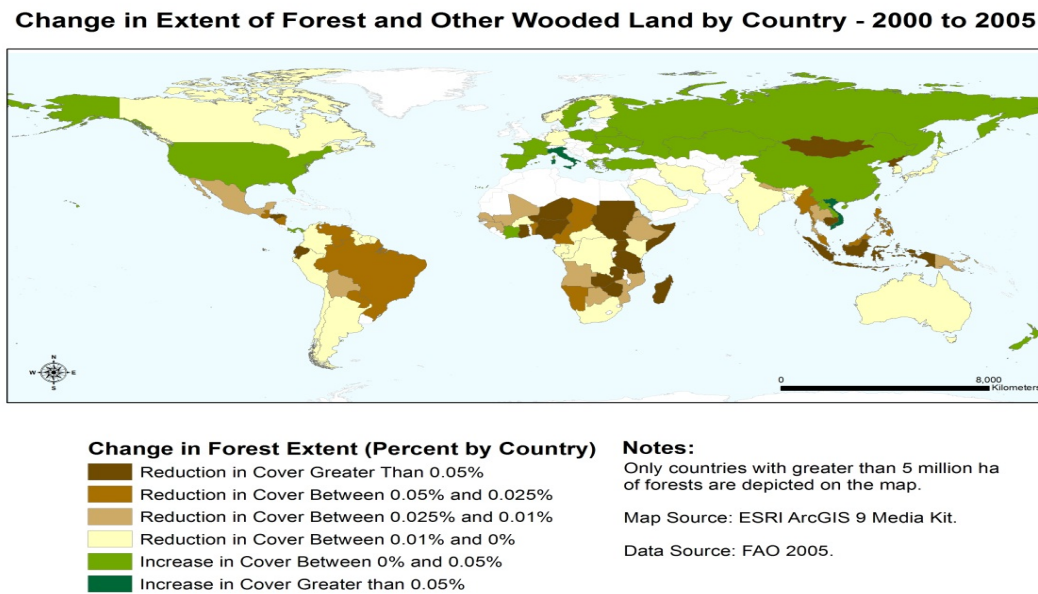 Change in Extent of Forest and Other Wooded Land by Country - 2000 to 2005
N
W E
S
0 8,000
Kilometers
Change in Forest Extent (Percent by Country)
Reduction in Cover Greater Than 0.05%
Reduction in Cover Between 0.05% and 0.025%
Reduction in Cover Between 0.025% and 0.01%
Reduction in Cover Between 0.01% and 0%
Increase in Cover Between 0% and 0.05%
Increase in Cover Greater than 0.05%
Notes:
Only countries with greater than 5 million ha
of forests are depicted on the map.
Map Source: ESRI ArcGIS 9 Media Kit.
Data Source: FAO 2005.